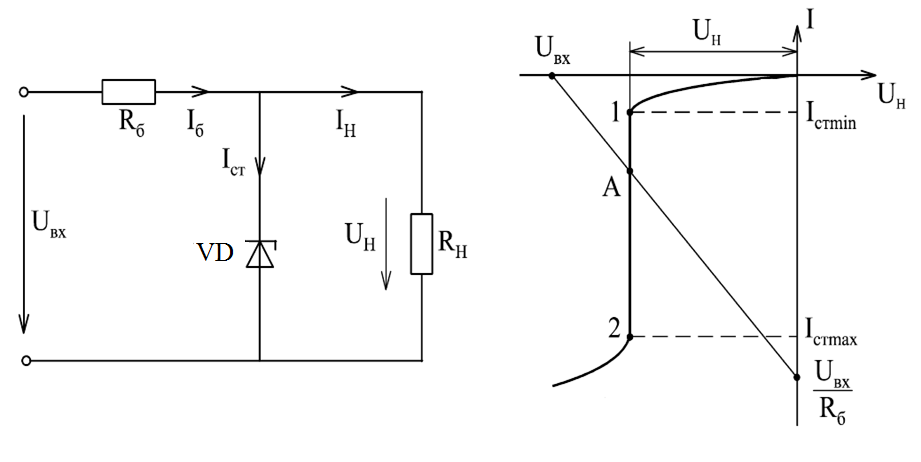 Rб
Iб
Iн
Iст
Uвх
VD
Uн
Rн
I
Uн
Uвх
Uн
1
Iстmin
A
2
Iстmax
Uвх
Rб